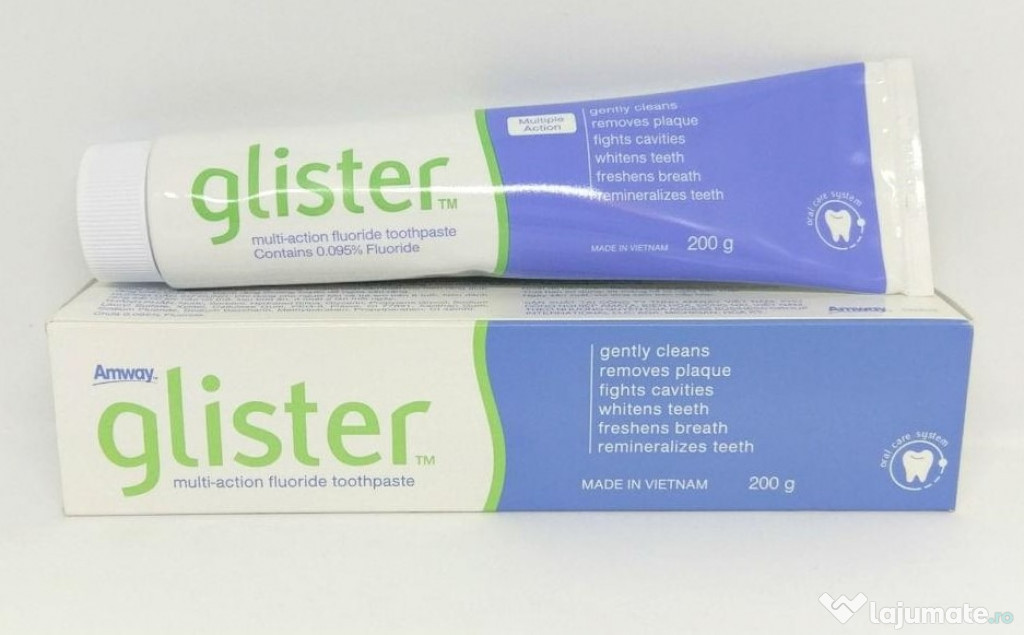 glister™
multi-action fluoride toothpaste
Contains 0.095% Fluoride
Multiple
Action
gently cleans
removes plaque
fights cavities
whitens teeth
freshens breath
remineralizes teeth
MADE IN VIETNAM 200 g
oral care system
Amway™
Amway™
glister™
multi-action fluoride toothpaste
gently cleans
removes plaque
fights cavities
whitens teeth
freshens breath
remineralizes teeth
MADE IN VIETNAM 200 g
oral care system
lajumate.ro